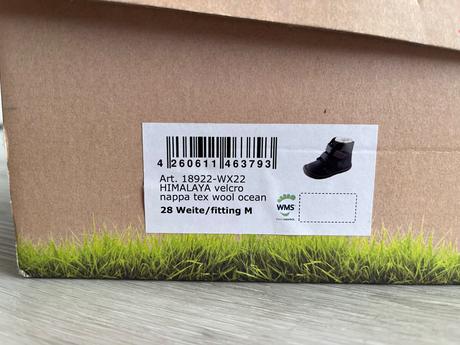 4 260611 463793
Art. 18922-WX22
HIMALAYA velcro
nappa tex wool ocean
28 Weite/fitting M
WMS